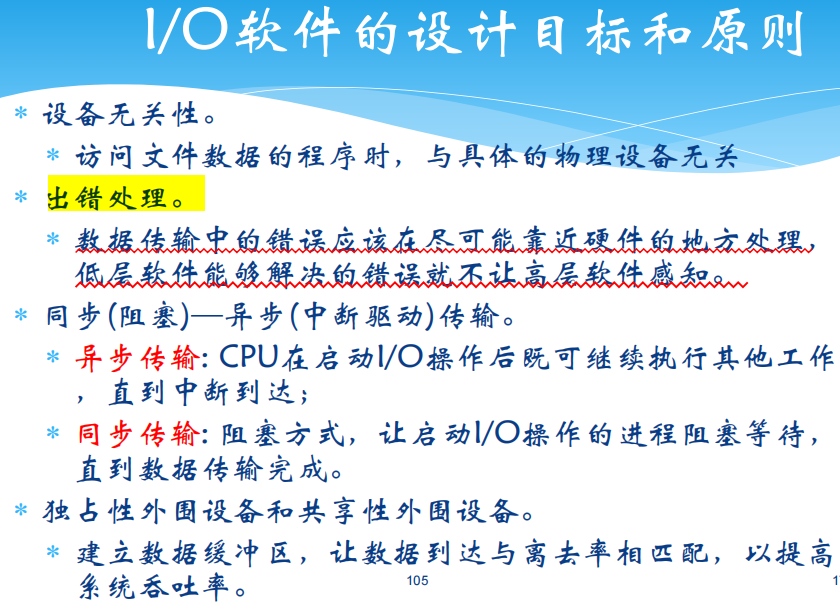 I/O软件的设计目标和原则
* 设备无关性。
* 访问文件数据的程序时，与具体的物理设备无关
* 出错处理。
* 数据传输中的错误应该在尽可能靠近硬件的地方处理，
低层软件能够解决的错误就不让高层软件感知。
* 同步(阻塞)—异步(中断驱动)传输。
* 异步传输: CPU在启动I/O操作后既可继续执行其他工作
，直到中断到达；
* 同步传输: 阻塞方式，让启动I/O操作的进程阻塞等待，
直到数据传输完成。
* 独占性外围设备和共享性外围设备。
* 建立数据缓冲区，让数据到达与离去率相匹配，以提高
系统吞吐率。
105
1